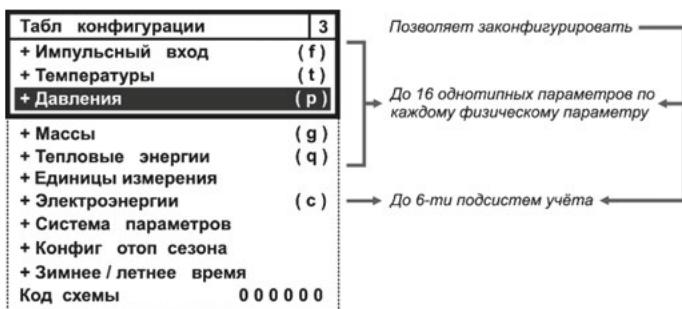 Табл конфигурации 3
+ Импульсный вход (f)
+ Температуры (t)
+ Давления (p)
+ Массы (g)
+ Тепловые энергии (q)
+ Единицы измерения
+ Электроэнергии (c)
+ Система параметров
+ Конфиг отоп сезона
+ Зимнее / летнее время
Код схемы 000000
Позволяет законфигурировать
До 16 однотипных параметров по
каждому физическому параметру
До 6-ти подсистем учёта